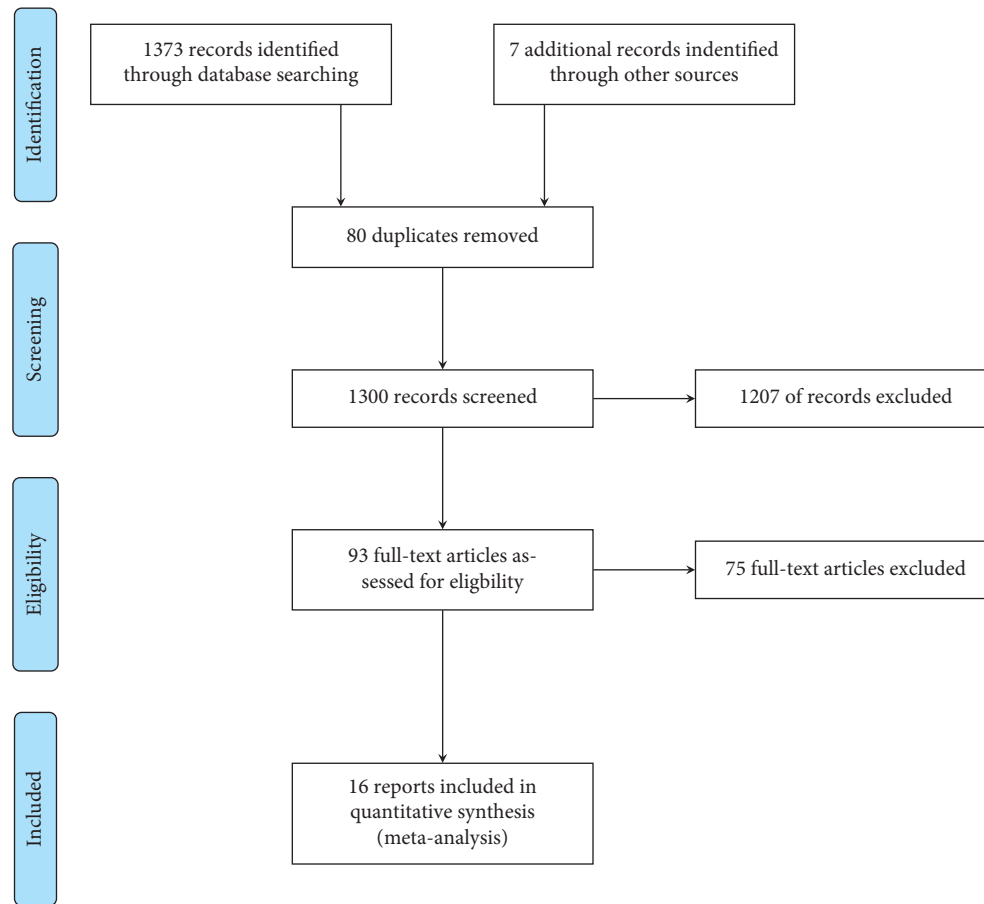 Identification
1373 records identified
through database searching
7 additional records indentified
through other sources
80 duplicates removed
Screening
1300 records screened
1207 of records excluded
Eligibility
93 full-text articles as-
sessed for eligbility
75 full-text articles excluded
Included
16 reports included in
quantitative synthesis
(meta-analysis)